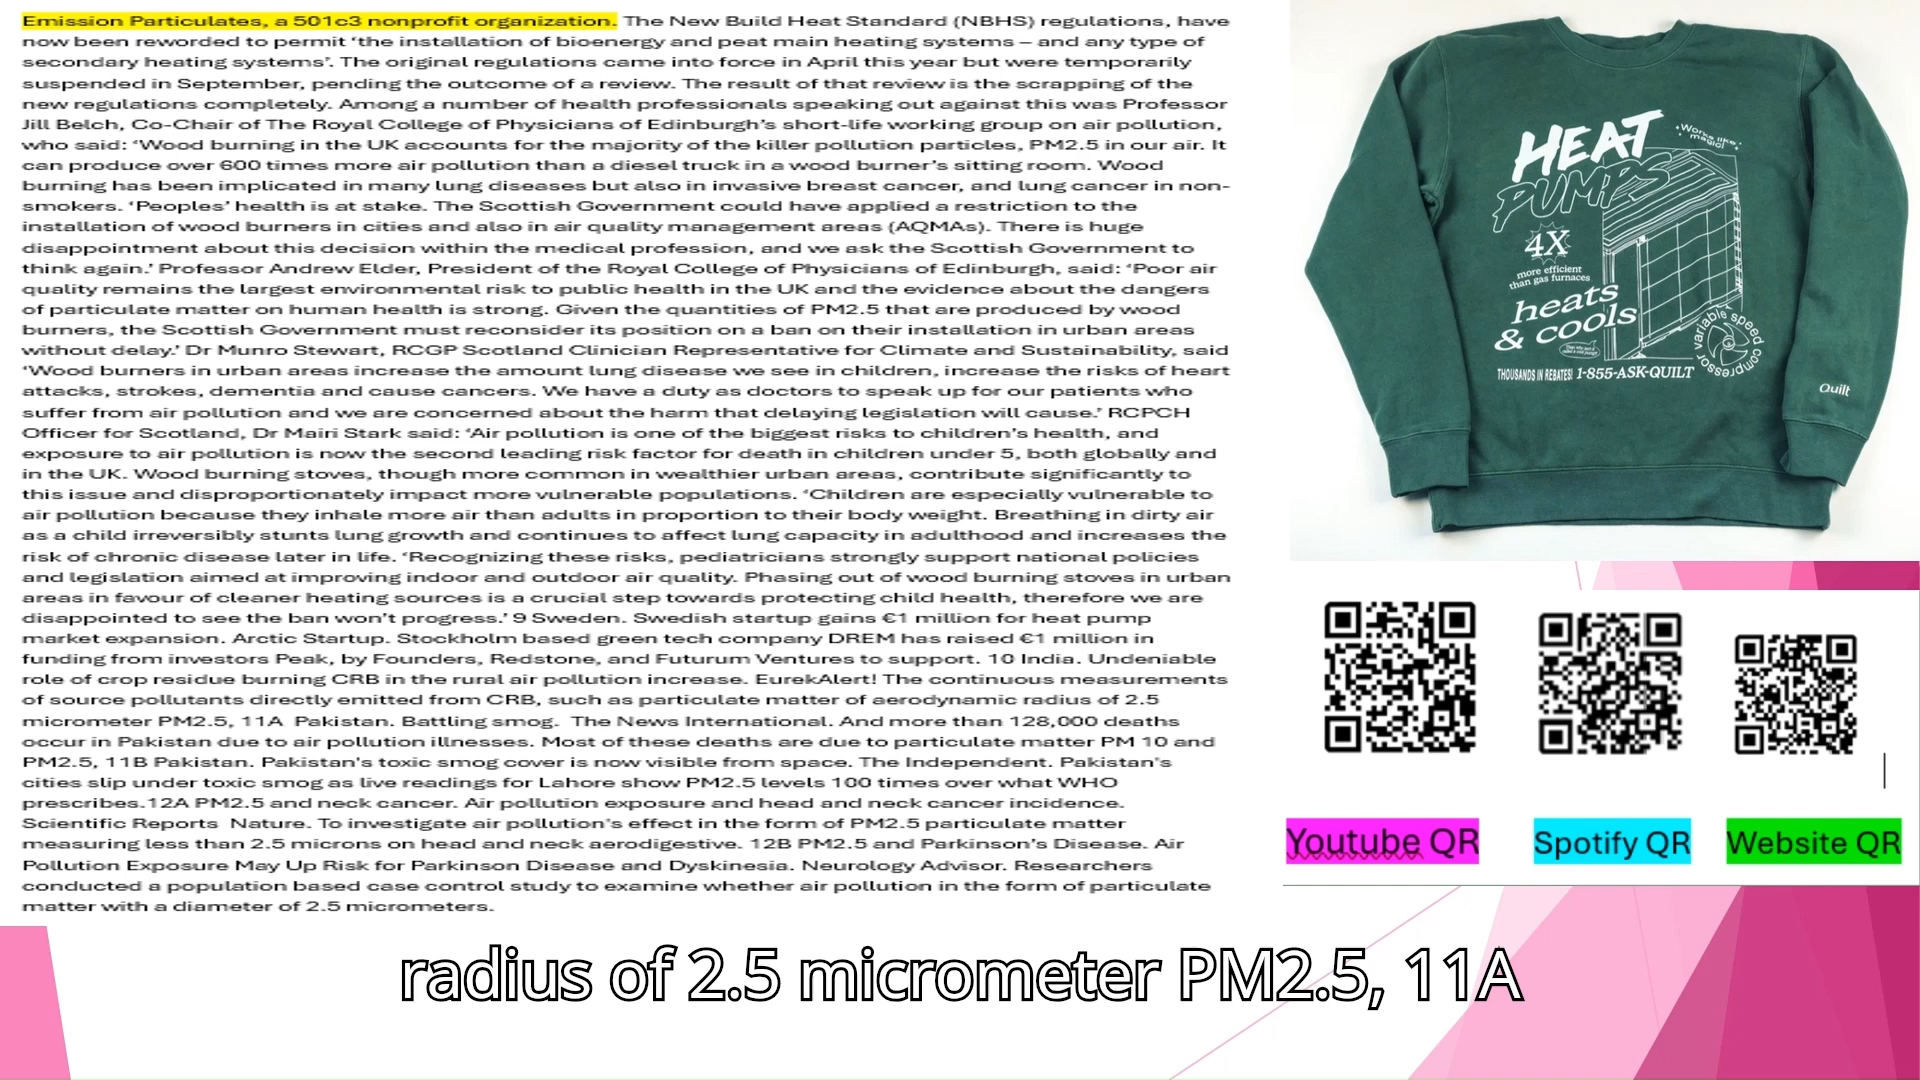 Emission Particulates, a 501c3 nonprofit organization. The New Build Heat Standard (NBHS) regulations, have
now been reworded to permit ‘the installation of bioenergy and peat main heating systems – and any type of
secondary heating systems’. The original regulations came into force in April this year but were temporarily
suspended in September, pending the outcome of a review. The result of that review is the scrapping of the
new regulations completely. Among a number of health professionals speaking out against this was Professor
Jill Belch, Co-Chair of The Royal College of Physicians of Edinburgh’s short-life working group on air pollution,
who said: ‘Wood burning in the UK accounts for the majority of the killer pollution particles, PM2.5 in our air. It
can produce over 600 times more air pollution than a diesel truck in a wood burner’s sitting room. Wood
burning has been implicated in many lung diseases but also in invasive breast cancer, and lung cancer in non-
smokers. ‘Peoples’ health is at stake. The Scottish Government could have applied a restriction to the
installation of wood burners in cities and also in air quality management areas (AQMAs). There is huge
disappointment about this decision within the medical profession, and we ask the Scottish Government to
think again.’ Professor Andrew Elder, President of the Royal College of Physicians of Edinburgh, said: ‘Poor air
quality remains the largest environmental risk to public health in the UK and the evidence about the dangers
of particulate matter on human health is strong. Given the quantities of PM2.5 that are produced by wood
burners, the Scottish Government must reconsider its position on a ban on their installation in urban areas
without delay.’ Dr Munro Stewart, RCGP Scotland Clinician Representative for Climate and Sustainability, said
‘Wood burners in urban areas increase the amount lung disease we see in children, increase the risks of heart
attacks, strokes, dementia and cause cancers. We have a duty as doctors to speak up for our patients who
suffer from air pollution and we are concerned about the harm that delaying legislation will cause.’ RCPCH
Officer for Scotland, Dr Mairi Stark said: ‘Air pollution is one of the biggest risks to children’s health, and
exposure to air pollution is now the second leading risk factor for death in children under 5, both globally and
in the UK. Wood burning stoves, though more common in wealthier urban areas, contribute significantly to
this issue and disproportionately impact more vulnerable populations. ‘Children are especially vulnerable to
air pollution because they inhale more air than adults in proportion to their body weight. Breathing in dirty air
as a child irreversibly stunts lung growth and continues to affect lung capacity in adulthood and increases the
risk of chronic disease later in life. ‘Recognizing these risks, pediatricians strongly support national policies
and legislation aimed at improving indoor and outdoor air quality. Phasing out of wood burning stoves in urban
areas in favour of cleaner heating sources is a crucial step towards protecting child health, therefore we are
disappointed to see the ban won’t progress.’ 9 Sweden. Swedish startup gains €1 million for heat pump
market expansion. Arctic Startup. Stockholm based green tech company DREM has raised €1 million in
funding from investors Peak, by Founders, Redstone, and Futurum Ventures to support. 10 India. Undeniable
role of crop residue burning CRB in the rural air pollution increase. EurekAlert! The continuous measurements
of source pollutants directly emitted from CRB, such as particulate matter of aerodynamic radius of 2.5
micrometer PM2.5, 11A Pakistan. Battling smog. The News International. And more than 128,000 deaths
occur in Pakistan due to air pollution illnesses. Most of these deaths are due to particulate matter PM 10 and
PM2.5, 11B Pakistan. Pakistan's toxic smog cover is now visible from space. The Independent. Pakistan's
cities slip under toxic smog as live readings for Lahore show PM2.5 levels 100 times over what WHO
prescribes.12A PM2.5 and neck cancer. Air pollution exposure and head and neck cancer incidence.
Scientific Reports Nature. To investigate air pollution's effect in the form of PM2.5 particulate matter
measuring less than 2.5 microns on head and neck aerodigestive. 12B PM2.5 and Parkinson’s Disease. Air
Pollution Exposure May Up Risk for Parkinson Disease and Dyskinesia. Neurology Advisor. Researchers
conducted a population based case control study to examine whether air pollution in the form of particulate
matter with a diameter of 2.5 micrometers.
HEAT
PUMPS
Works like
magic!
4X
more efficient
than gas furnaces
heats
& cools
variable speed compressor
THOUSANDS IN REBATES! 1-855-ASK-QUILT
Quilt
Youtube QR
Spotify QR
Website QR
radius of 2.5 micrometer PM2.5, 11A